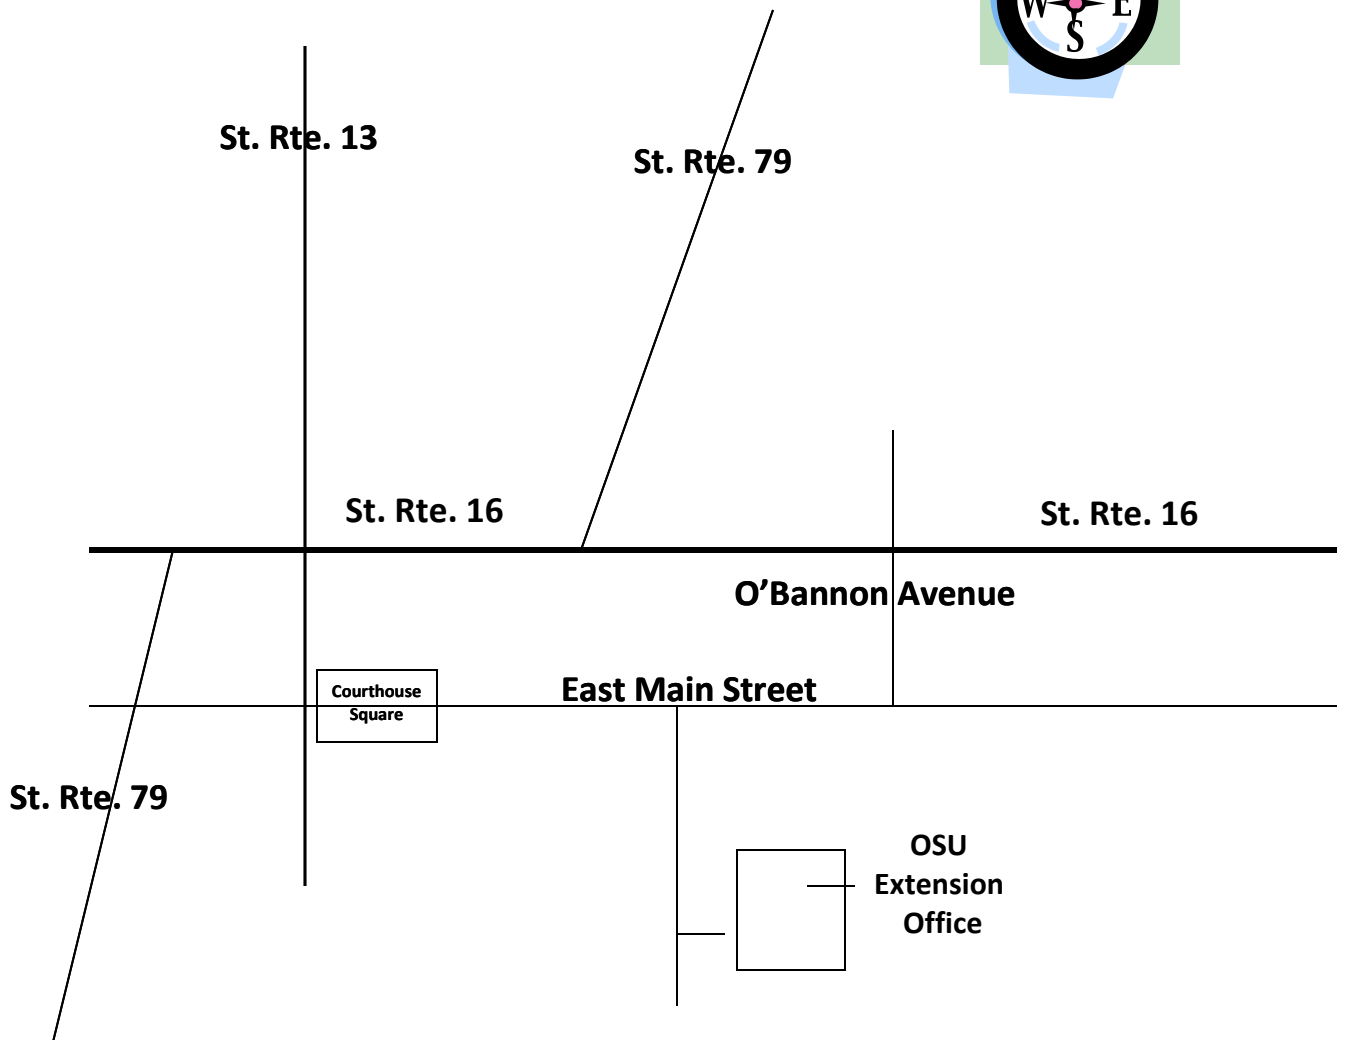 W E
S
St. Rte. 13
St. Rte. 79
St. Rte. 16
St. Rte. 16
O’Bannon Avenue
East Main Street
Courthouse
Square
St. Rte. 79
OSU
Extension
Office